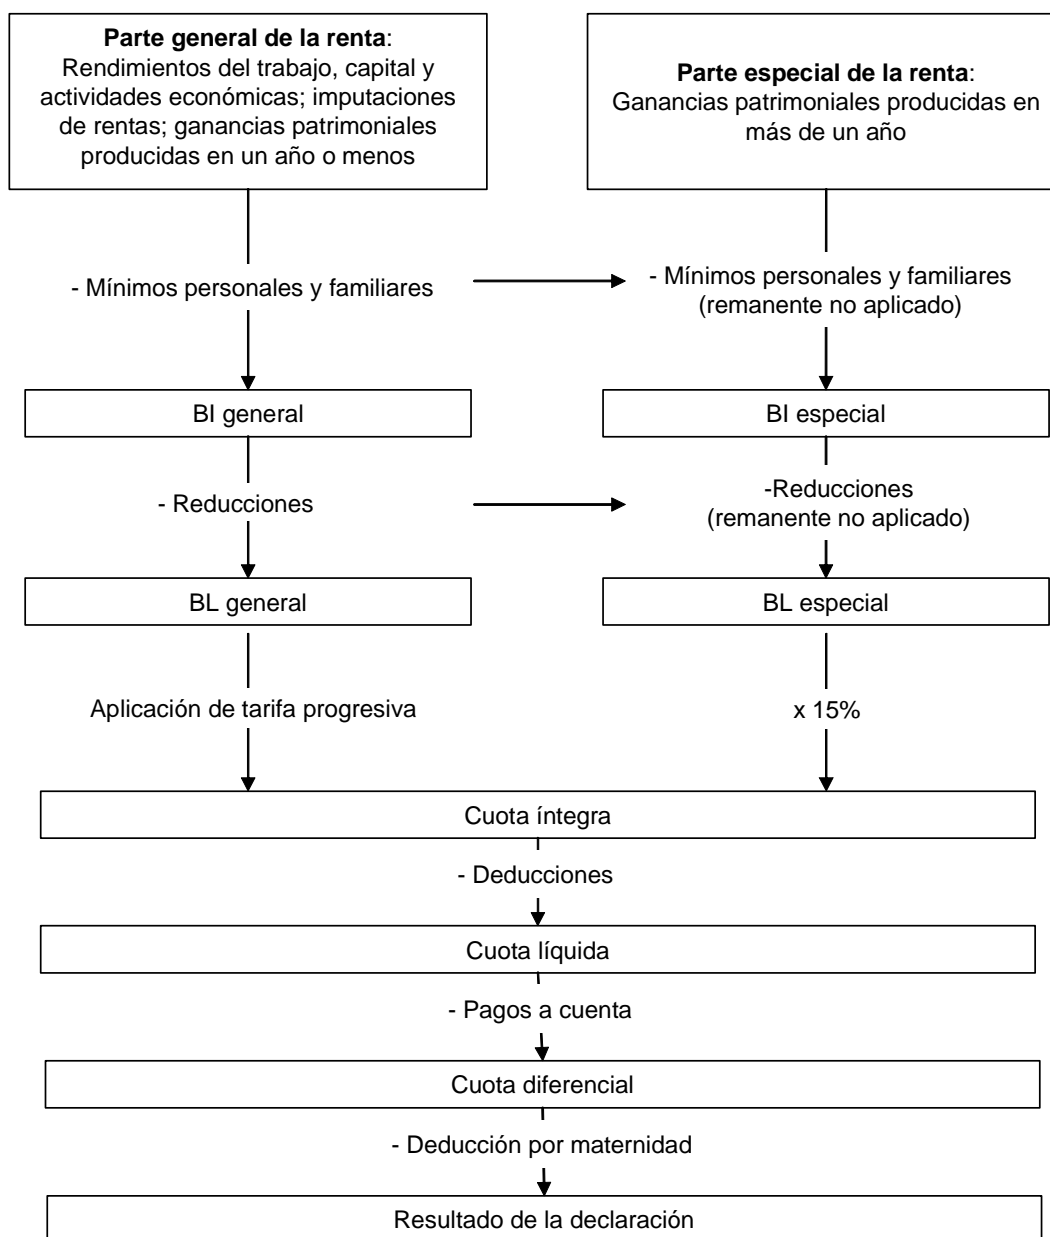 Parte general de la renta:
Rendimientos del trabajo, capital y
actividades económicas; imputaciones
de rentas; ganancias patrimoniales
producidas en un año o menos
Parte especial de la renta:
Ganancias patrimoniales producidas en
más de un año
- Mínimos personales y familiares
- Mínimos personales y familiares
(remanente no aplicado)
BI general
BI especial
- Reducciones
-Reducciones
(remanente no aplicado)
BL general
BL especial
Aplicación de tarifa progresiva
x 15%
Cuota íntegra
- Deducciones
Cuota líquida
- Pagos a cuenta
Cuota diferencial
- Deducción por maternidad
Resultado de la declaración